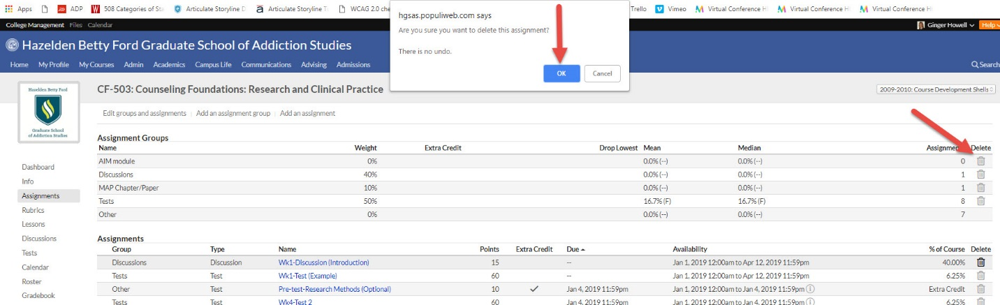 Apps ADP 508 Categories of Sta Articulate Storyline D Articulate Storyline T WCAG 2.0 che Trello Vimeo Virtual Conference H Virtual Conference H Virtual Conference H
hgsas.populiweb.com says
Are you sure you want to delete this assignment?
There is no undo.
OK Cancel
College Management Files Calendar Ginger Howell Help
Hazelden Betty Ford Graduate School of Addiction Studies
Home My Profile My Courses Admin Academics Campus Life Communications Advising Admissions Search
Hazelden Betty Ford
Graduate School
of Addiction Studies
CF-503: Counseling Foundations: Research and Clinical Practice 2009-2010: Course Development Shells
Edit groups and assignments Add an assignment group Add an assignment
Dashboard
Info
Assignments
Rubrics
Lessons
Discussions
Tests
Calendar
Roster
Gradebook
Assignment Groups
Name Weight Extra Credit Drop Lowest Mean Median Assignmen Delete
AIM module 0% 0.0% (--) 0.0% (--) 0
Discussions 40% 0.0% (--) 0.0% (--) 1
MAP Chapter/Paper 10% 0.0% (--) 0.0% (--) 1
Tests 50% 16.7% (F) 16.7% (F) 8
Other 0% 0.0% (--) 0.0% (--) 7
Assignments
Group Type Name Points Extra Credit Due Availability % of Course Delete
Discussions Discussion Wk1-Discussion (Introduction) 15 -- Jan 1, 2019 12:00am to Apr 12, 2019 11:59pm 40.00%
Tests Test Wk1-Test (Example) 60 -- Jan 1, 2019 12:00am to Apr 12, 2019 11:59pm 6.25%
Other Test Pre-test-Research Methods (Optional) 10 Jan 4, 2019 11:59pm Jan 1, 2019 12:00am to Jan 4, 2019 11:59pm Extra Credit
Tests Test Wk4-Test 2 60 Jan 4, 2019 11:59pm Jan 1, 2019 12:00am to Jan 4, 2019 11:59pm 6.25%